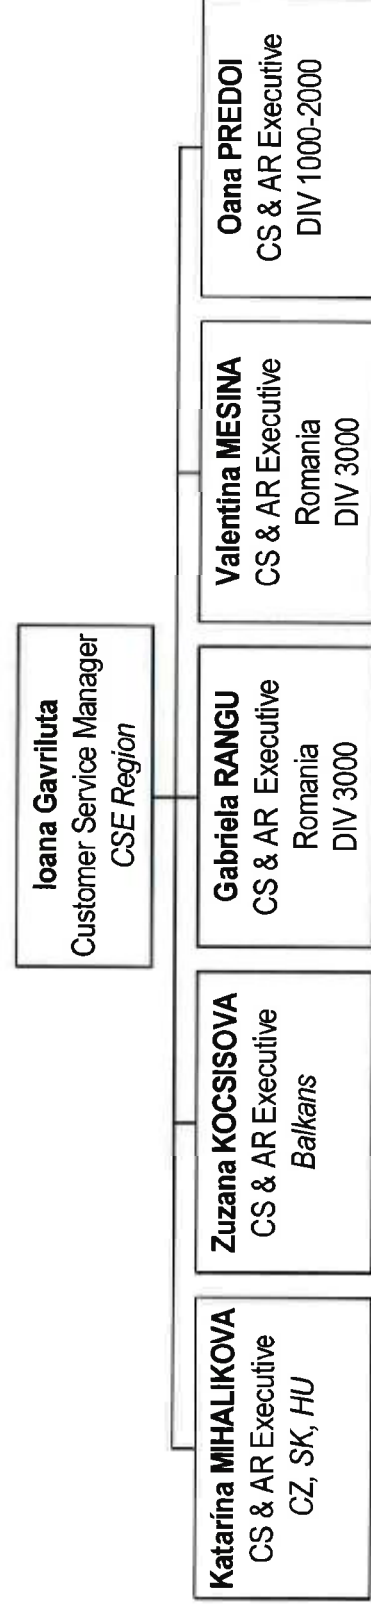 Ioana Gavriluta
Customer Service Manager
CSE Region
Katarína MIHALIKOVA
CS & AR Executive
CZ, SK, HU
Zuzana KOCSISOVA
CS & AR Executive
Balkans
Gabriela RANGU
CS & AR Executive
Romania
DIV 3000
Valentina MESINA
CS & AR Executive
Romania
DIV 3000
Oana PREDOI
CS & AR Executive
DIV 1000-2000